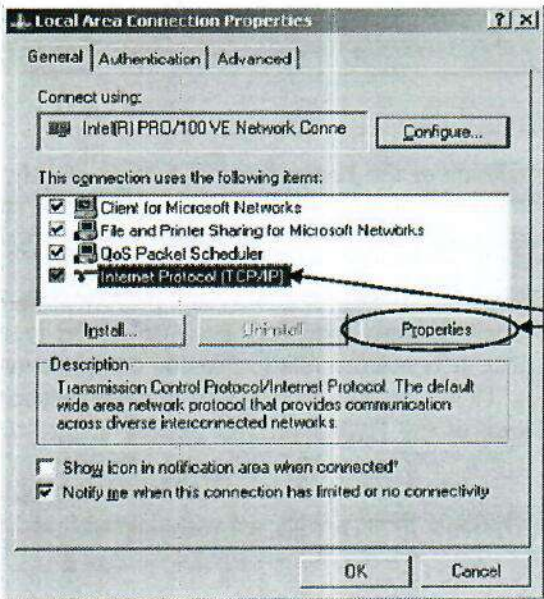 Local Area Connection Properties
General Authentication Advanced
Connect using:
Intel(R) PRO/100 VE Network Conne Configure...
This connection uses the following items:
Client for Microsoft Networks
File and Printer Sharing for Microsoft Networks
QoS Packet Scheduler
Internet Protocol (TCP/IP)
Install... Uninstall Properties
Description
Transmission Control Protocol/Internet Protocol. The default
wide area network protocol that provides communication
across diverse interconnected networks.
Show icon in notification area when connected
Notify me when this connection has limited or no connectivity
OK Cancel